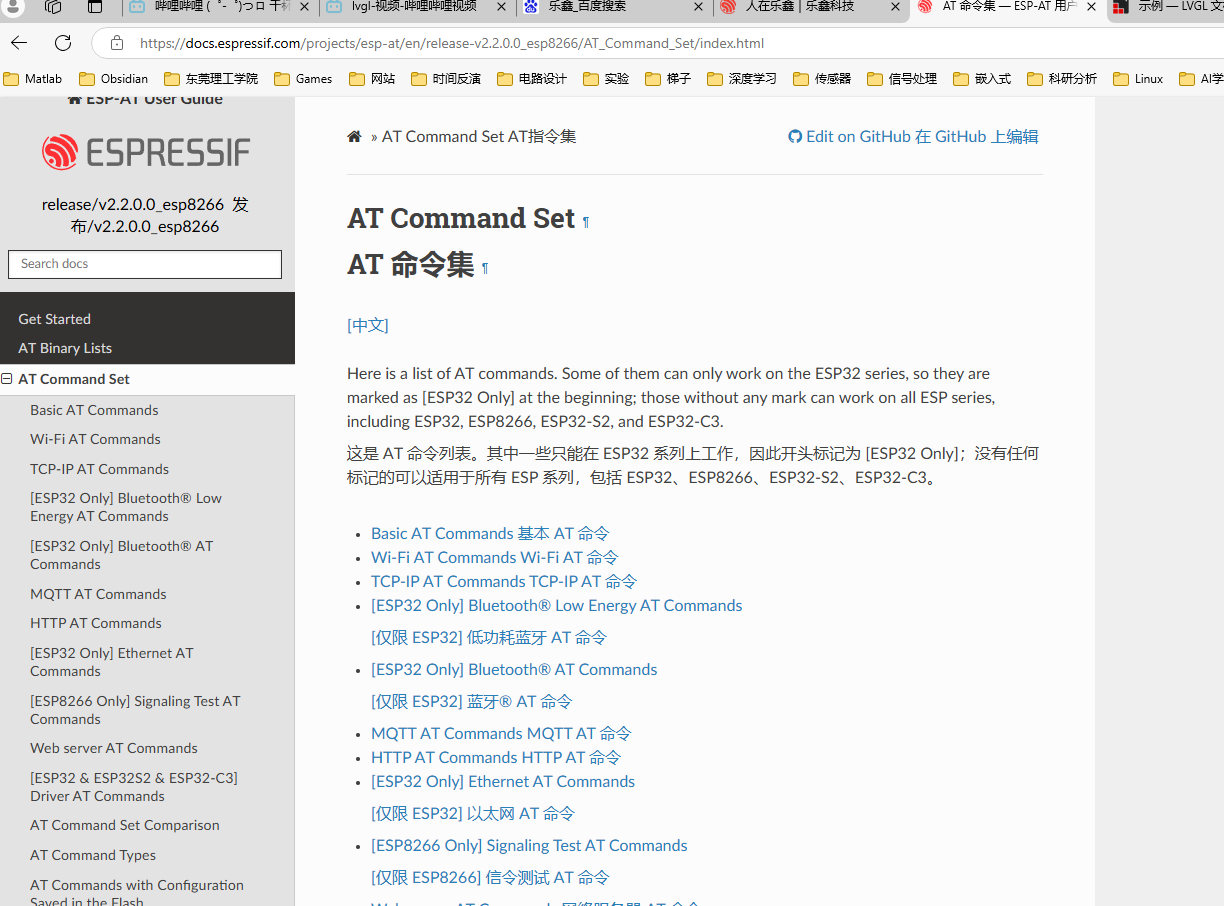 哔哩哔哩 (゜-゜)つロ 干杯
lvgl-视频-哔哩哔哩视频
乐鑫_百度搜索
人在乐鑫 | 乐鑫科技
AT 命令集 — ESP-AT 用户
示例 — LVGL 文
https://docs.espressif.com/projects/esp-at/en/release-v2.2.0.0_esp8266/AT_Command_Set/index.html
Matlab Obsidian 东莞理工学院 Games 网站 时间反演 电路设计 实验 梯子 深度学习 传感器 信号处理 嵌入式 科研分析 Linux AI学
ESP-AT User Guide
ESPRESSIF
release/v2.2.0.0_esp8266 发
布/v2.2.0.0_esp8266
Search docs
Get Started
AT Binary Lists
AT Command Set
Basic AT Commands
Wi-Fi AT Commands
TCP-IP AT Commands
[ESP32 Only] Bluetooth® Low
Energy AT Commands
[ESP32 Only] Bluetooth® AT
Commands
MQTT AT Commands
HTTP AT Commands
[ESP32 Only] Ethernet AT
Commands
[ESP8266 Only] Signaling Test AT
Commands
Web server AT Commands
[ESP32 & ESP32S2 & ESP32-C3]
Driver AT Commands
AT Command Set Comparison
AT Command Types
AT Commands with Configuration
Saved in the Flash
» AT Command Set AT指令集
Edit on GitHub 在 GitHub 上编辑
AT Command Set ¶
AT 命令集 ¶
[中文]
Here is a list of AT commands. Some of them can only work on the ESP32 series, so they are
marked as [ESP32 Only] at the beginning; those without any mark can work on all ESP series,
including ESP32, ESP8266, ESP32-S2, and ESP32-C3.
这是 AT 命令列表。其中一些只能在 ESP32 系列上工作，因此开头标记为 [ESP32 Only]；没有任何
标记的可以适用于所有 ESP 系列，包括 ESP32、ESP8266、ESP32-S2、ESP32-C3。
Basic AT Commands 基本 AT 命令
Wi-Fi AT Commands Wi-Fi AT 命令
TCP-IP AT Commands TCP-IP AT 命令
[ESP32 Only] Bluetooth® Low Energy AT Commands
[仅限 ESP32] 低功耗蓝牙 AT 命令
[ESP32 Only] Bluetooth® AT Commands
[仅限 ESP32] 蓝牙® AT 命令
MQTT AT Commands MQTT AT 命令
HTTP AT Commands HTTP AT 命令
[ESP32 Only] Ethernet AT Commands
[仅限 ESP32] 以太网 AT 命令
[ESP8266 Only] Signaling Test AT Commands
[仅限 ESP8266] 信令测试 AT 命令